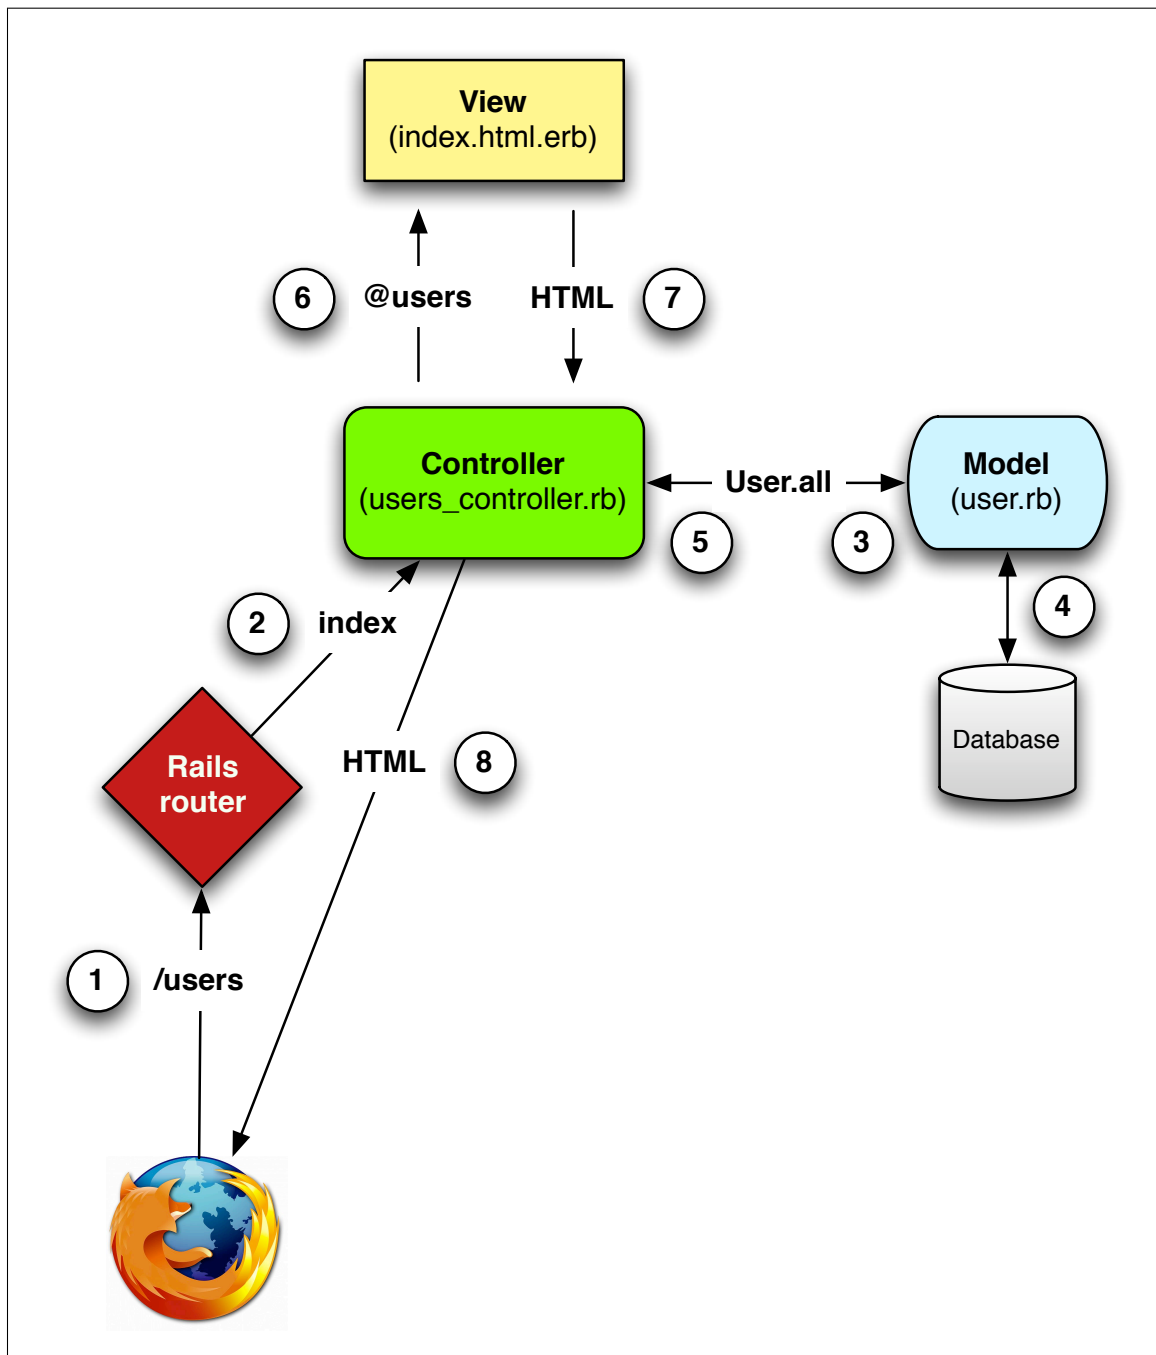 View
(index.html.erb)
6
@users
HTML
7
Controller
(users_controller.rb)
User.all
Model
(user.rb)
5
3
2
index
4
Rails
router
HTML
8
Database
1
/users